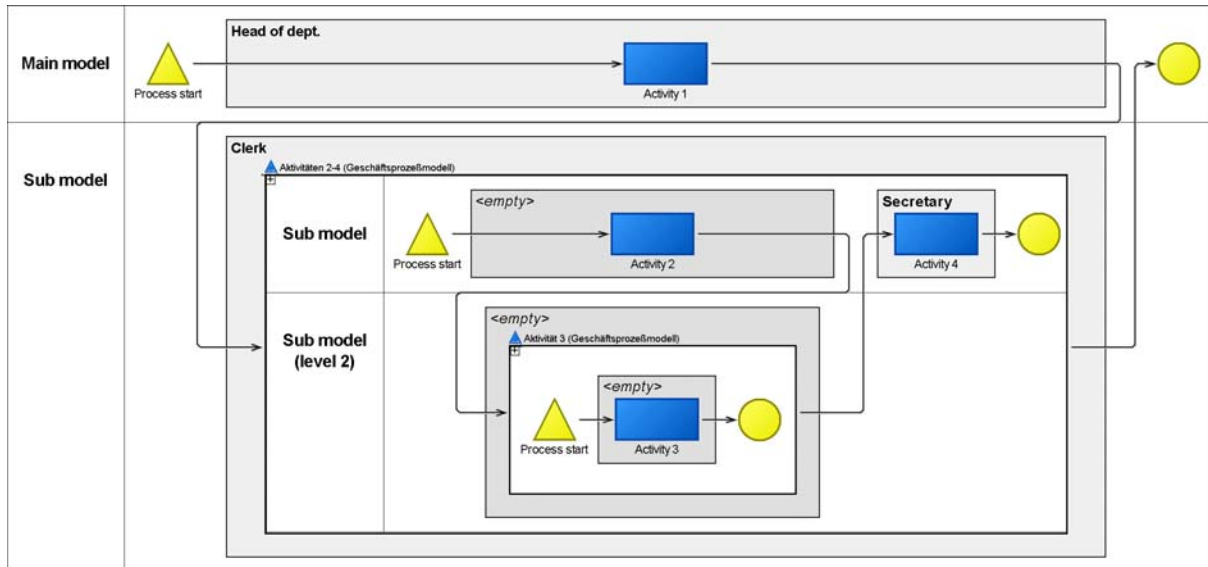 Head of dept.
Main model
Process start
Activity 1
Sub model
Clerk
Aktivitäten 2-4 (Geschäftsprozeßmodell)
Sub model
<empty>
Secretary
Process start
Activity 2
Activity 4
Sub model
(level 2)
<empty>
Aktivität 3 (Geschäftsprozeßmodell)
<empty>
Process start
Activity 3